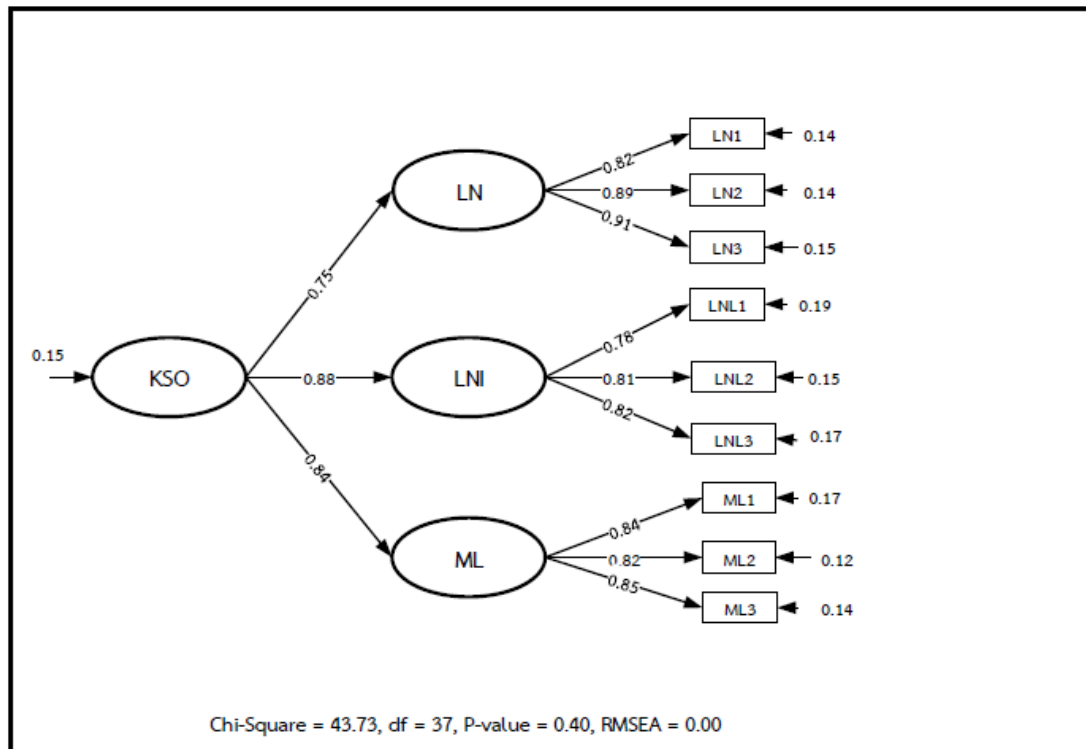 LN1
0.14
0.82
LN
LN2
0.14
0.89
0.91
LN3
0.15
0.75
LNL1
0.19
0.78
0.15
KSO
0.88
LNI
0.81
LNL2
0.15
0.82
LNL3
0.17
0.84
ML1
0.17
0.84
ML
0.82
ML2
0.12
0.85
ML3
0.14
Chi-Square = 43.73, df = 37, P-value = 0.40, RMSEA = 0.00